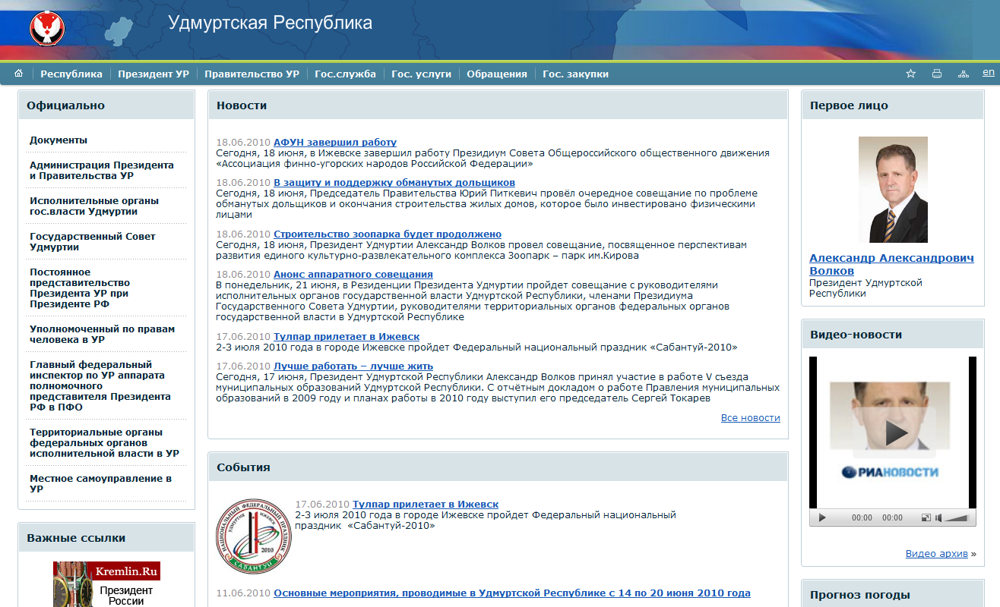 Удмуртская Республика
Республика
Президент УР
Правительство УР
Гос.служба
Гос. услуги
Обращения
Гос. закупки
en
Официально
Документы
Администрация Президента
и Правительства УР
Исполнительные органы
гос.власти Удмуртии
Государственный Совет
Удмуртии
Постоянное
представительство
Президента УР при
Президенте РФ
Уполномоченный по правам
человека в УР
Главный федеральный
инспектор по УР аппарата
полномочного
представителя Президента
РФ в ПФО
Территориальные органы
федеральных органов
исполнительной власти в УР
Местное самоуправление в
УР
Важные ссылки
Kremlin.Ru
Президент
России
Новости
18.06.2010 АФУН завершил работу
Сегодня, 18 июня, в Ижевске завершил работу Президиум Совета Общероссийского общественного движения
«Ассоциация финно-угорских народов Российской Федерации»
18.06.2010 В защиту и поддержку обманутых дольщиков
Сегодня, 18 июня, Председатель Правительства Юрий Питкевич провёл очередное совещание по проблеме
обманутых дольщиков и окончания строительства жилых домов, которое было инвестировано физическими
лицами
18.06.2010 Строительство зоопарка будет продолжено
Сегодня, 18 июня, Президент Удмуртии Александр Волков провел совещание, посвященное перспективам
развития единого культурно-развлекательного комплекса Зоопарк – парк им.Кирова
18.06.2010 Анонс аппаратного совещания
В понедельник, 21 июня, в Резиденции Президента Удмуртии пройдет совещание с руководителями
исполнительных органов государственной власти Удмуртской Республики, членами Президиума
Государственного Совета Удмуртии, руководителями территориальных органов федеральных органов
государственной власти в Удмуртской Республике
17.06.2010 Тулпар прилетает в Ижевск
2-3 июля 2010 года в городе Ижевске пройдет Федеральный национальный праздник «Сабантуй-2010»
17.06.2010 Лучше работать – лучше жить
Сегодня, 17 июня, Президент Удмуртской Республики Александр Волков принял участие в работе V съезда
муниципальных образований Удмуртской Республики. С отчётным докладом о работе Правления муниципальных
образований в 2009 году и планах работы в 2010 году выступил его председатель Сергей Токарев
Все новости
События
НАЦИОНАЛЬНЫЙ ФЕДЕРАЛЬНЫЙ ПРАЗДНИК
УДМУРТИЯ ИЖЕВСК
2010
САБАНТУЙ
17.06.2010 Тулпар прилетает в Ижевск
2-3 июля 2010 года в городе Ижевске пройдет Федеральный национальный
праздник «Сабантуй-2010»
11.06.2010 Основные мероприятия, проводимые в Удмуртской Республике с 14 по 20 июня 2010 года
Первое лицо
Александр Александрович
Волков
Президент Удмуртской
Республики
Видео-новости
РИАНОВОСТИ
00:00 00:00
Видео архив »
Прогноз погоды